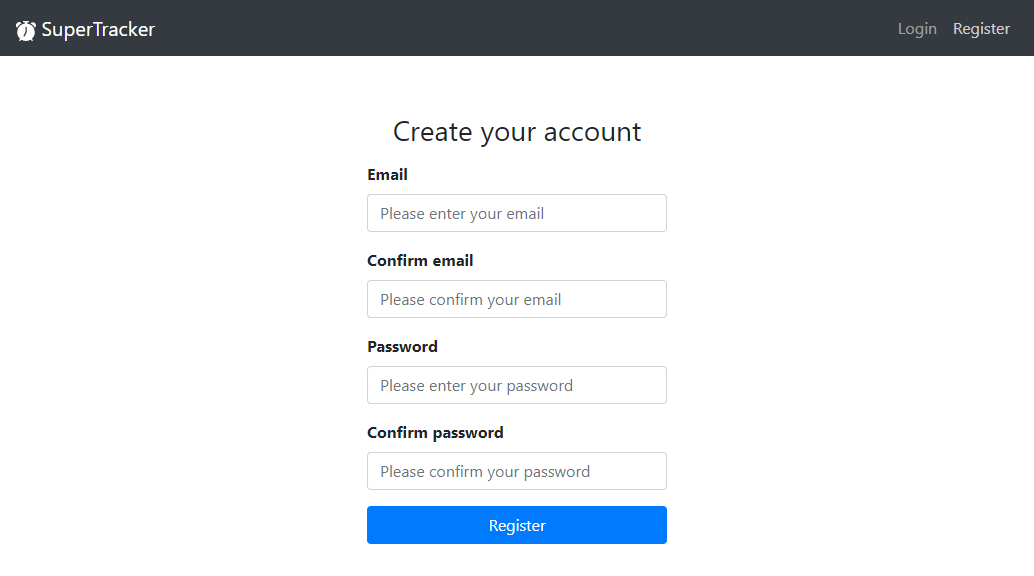 SuperTracker
Login Register
Create your account
Email
Please enter your email
Confirm email
Please confirm your email
Password
Please enter your password
Confirm password
Please confirm your password
Register